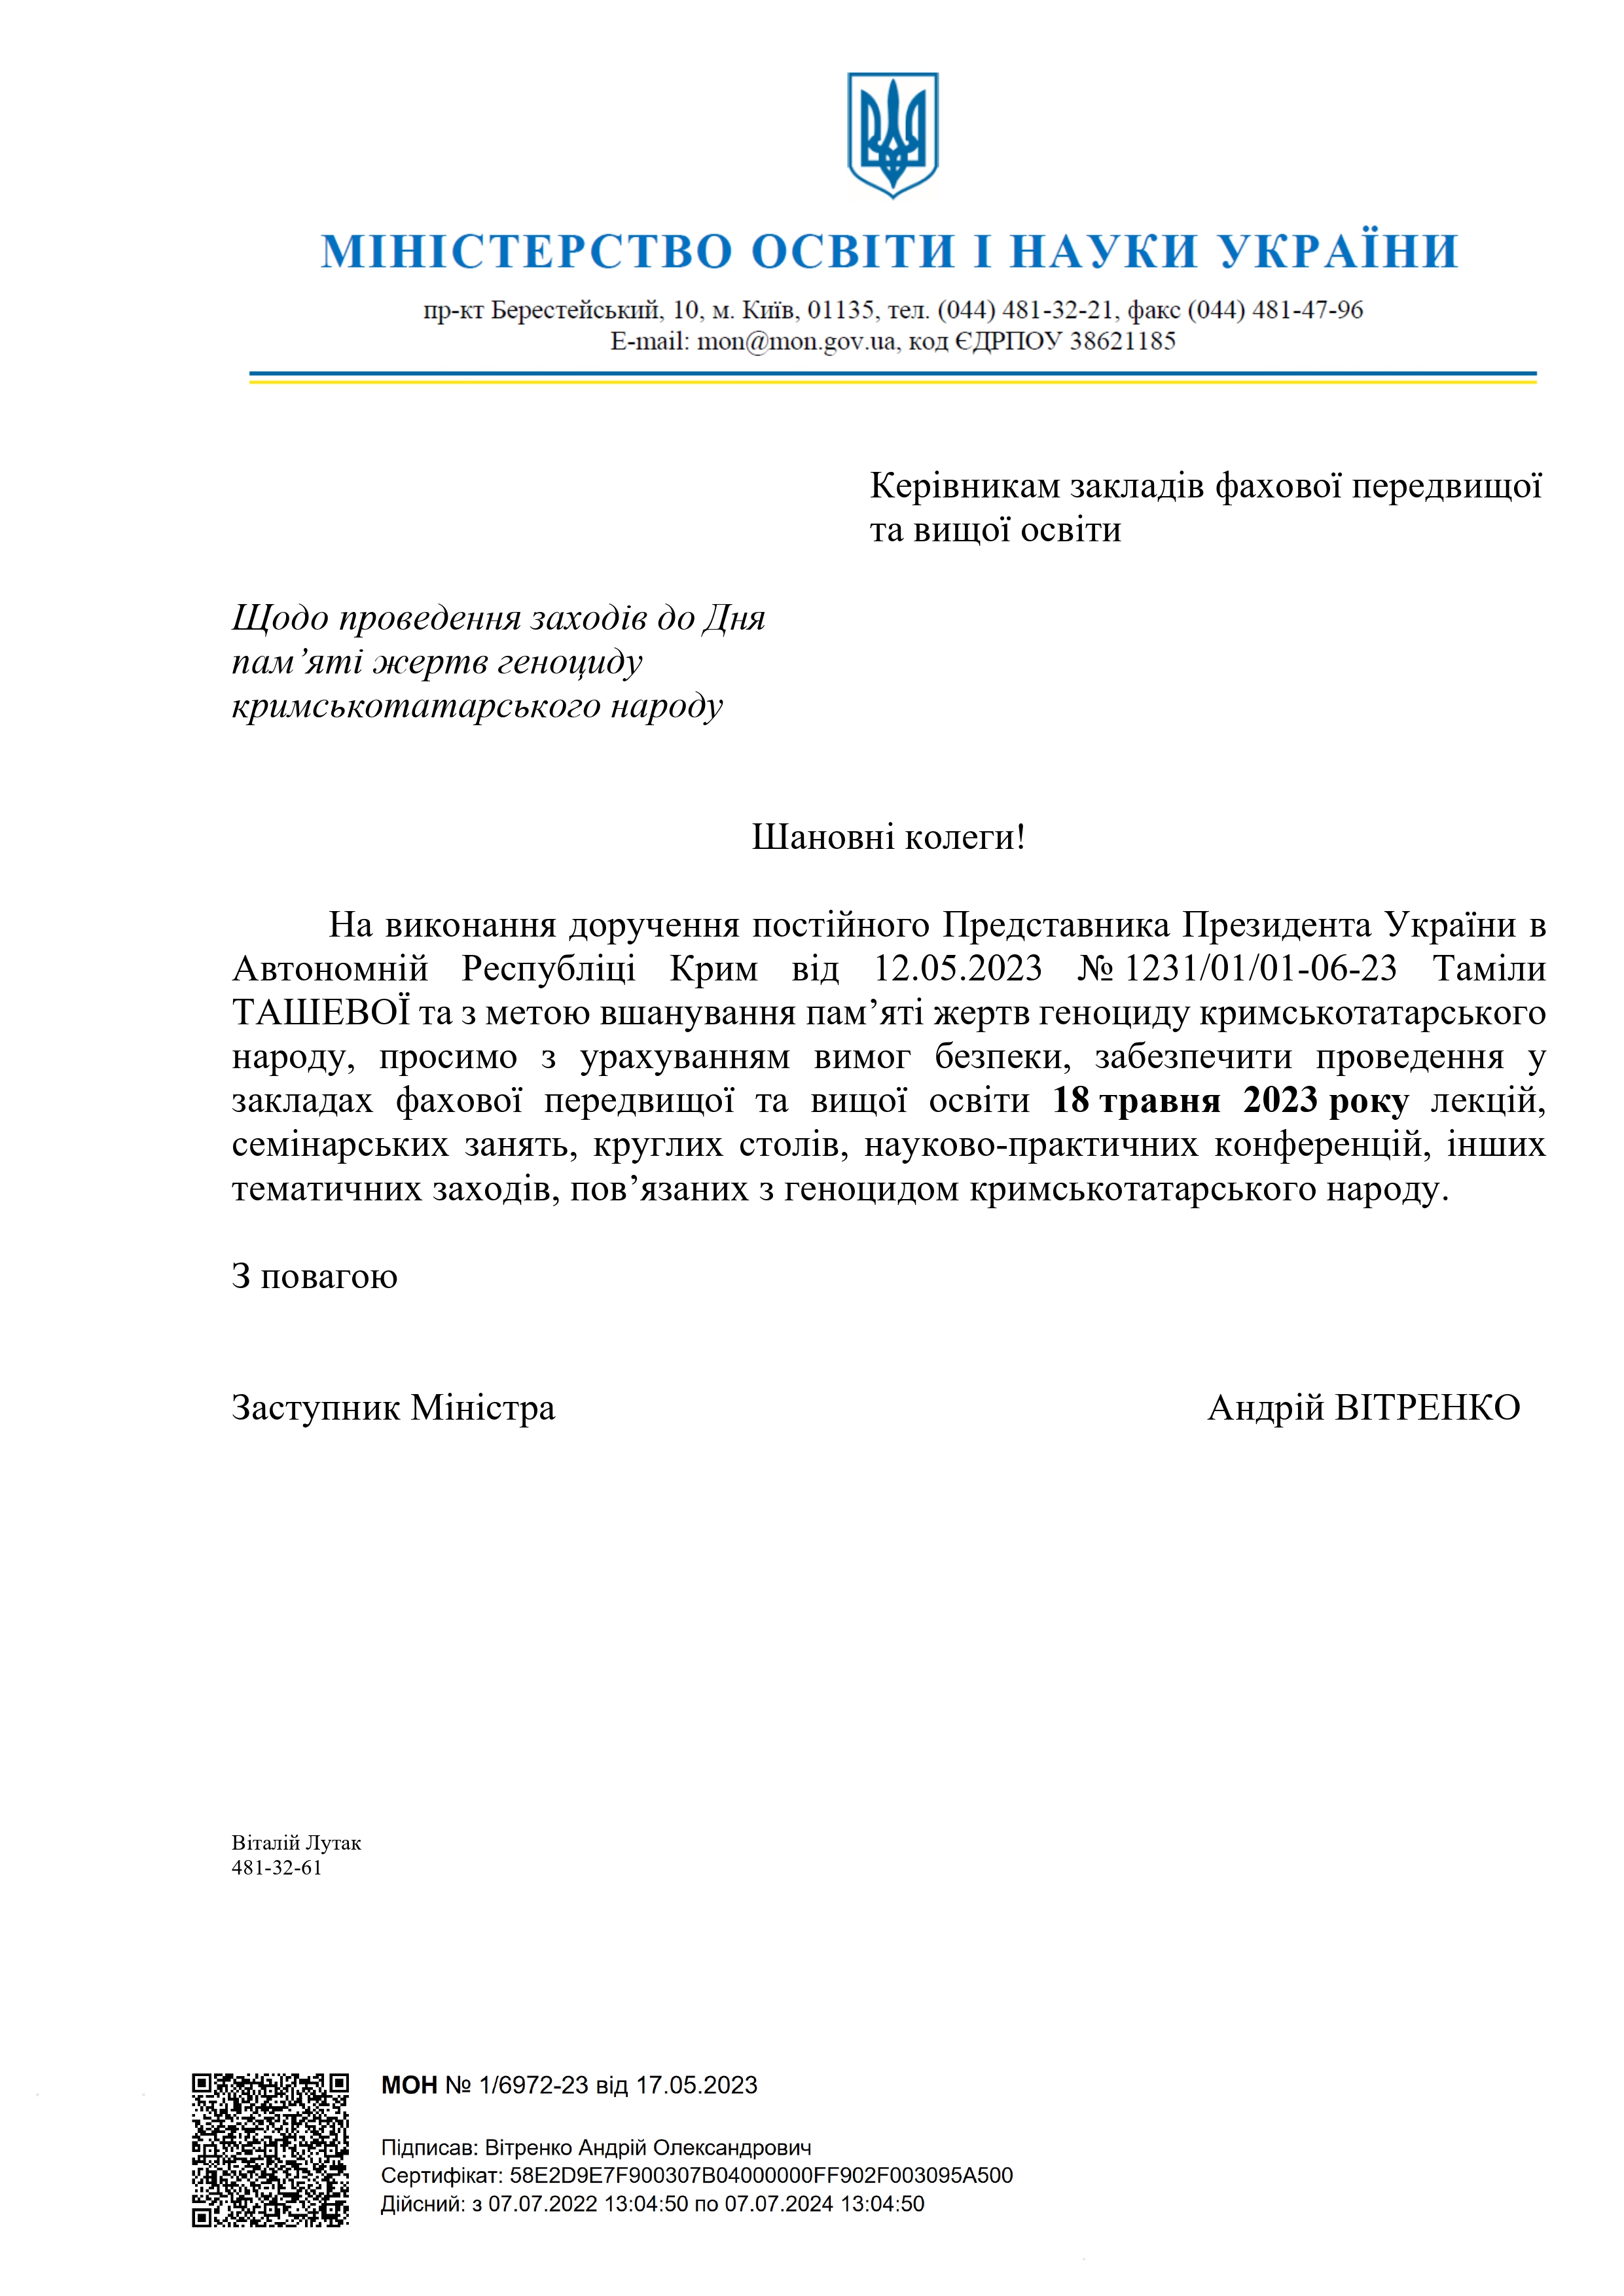 МІНІСТЕРСТВО ОСВІТИ І НАУКИ УКРАЇНИ
пр-кт Берестейський, 10, м. Київ, 01135, тел. (044) 481-32-21, факс (044) 481-47-96
E-mail: mon@mon.gov.ua, код ЄДРПОУ 38621185
Керівникам закладів фахової передвищої
та вищої освіти
Щодо проведення заходів до Дня
пам’яті жертв геноциду
кримськотатарського народу
Шановні колеги!
На виконання доручення постійного Представника Президента України в
Автономній Республіці Крим від 12.05.2023 № 1231/01/01-06-23 Таміли
ТАШЕВОЇ та з метою вшанування пам’яті жертв геноциду кримськотатарського
народу, просимо з урахуванням вимог безпеки, забезпечити проведення у
закладах фахової передвищої та вищої освіти 18 травня 2023 року лекцій,
семінарських занять, круглих столів, науково-практичних конференцій, інших
тематичних заходів, пов’язаних з геноцидом кримськотатарського народу.
З повагою
Заступник Міністра Андрій ВІТРЕНКО
Віталій Лутак
481-32-61
МОН № 1/6972-23 від 17.05.2023
Підписав: Вітренко Андрій Олександрович
Сертифікат: 58E2D9E7F900307B04000000FF902F003095A500
Дійсний: з 07.07.2022 13:04:50 по 07.07.2024 13:04:50